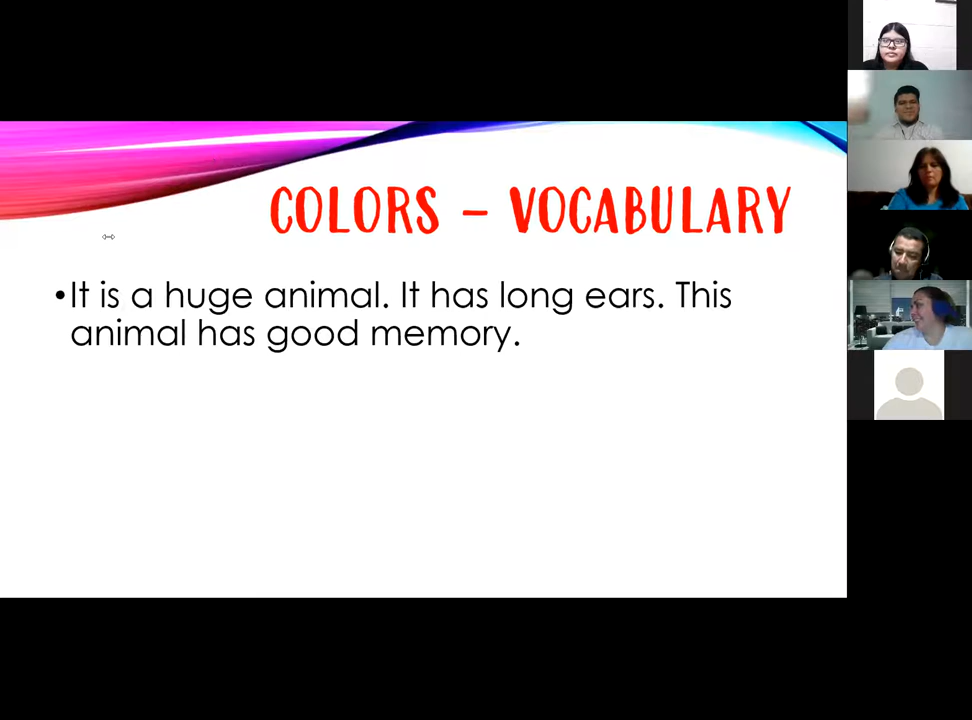 COLORS – VOCABULARY
•It is a huge animal. It has long ears. This
animal has good memory.